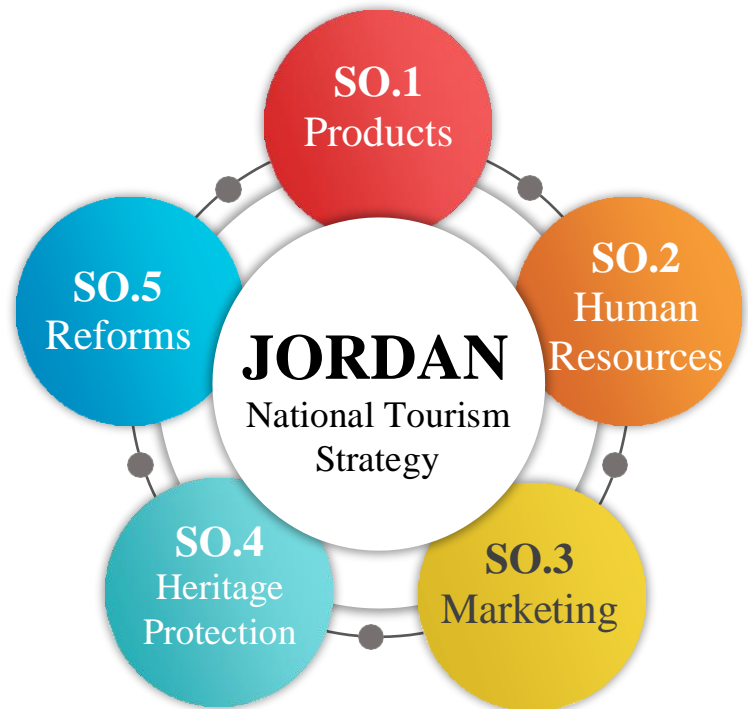 SO.1
Products
SO.2
Human
Resources
SO.3
Marketing
SO.4
Heritage
Protection
SO.5
Reforms
JORDAN
National Tourism
Strategy